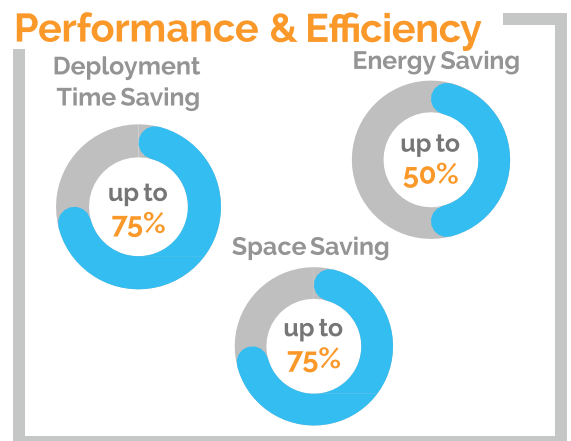 Performance & Efficiency
Deployment
Time Saving
up to
75%
Energy Saving
up to
50%
Space Saving
up to
75%